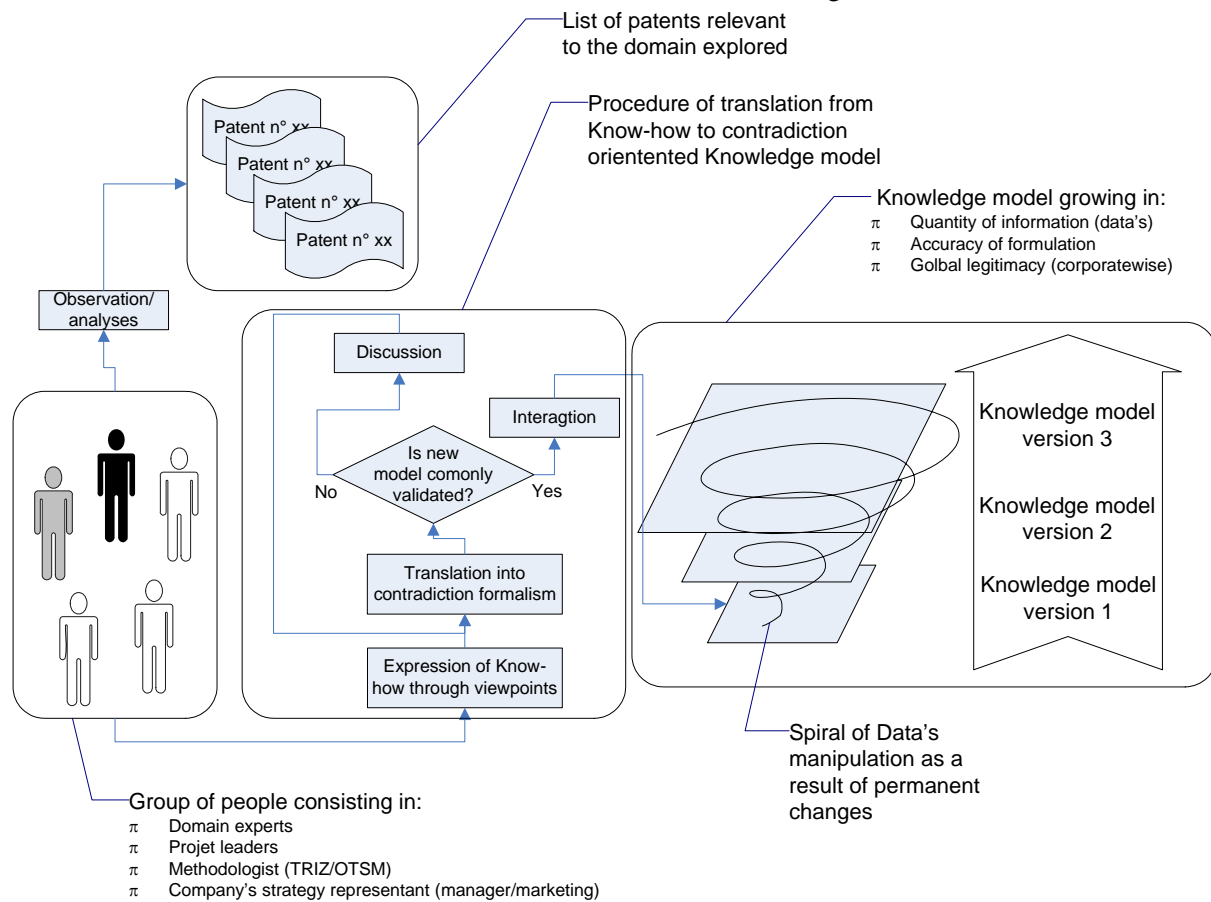 List of patents relevant
to the domain explored
Patent n° xx
Patent n° xx
Patent n° xx
Patent n° xx
Procedure of translation from
Know-how to contradiction
orientented Knowledge model
Knowledge model growing in:
π Quantity of information (data's)
π Accuracy of formulation
π Golbal legitimacy (corporatewise)
Observation/
analyses
Discussion
Interagtion
Is new
model comonly
validated?
No
Yes
Translation into
contradiction formalism
Expression of Know-
how through viewpoints
Knowledge model
version 3
Knowledge model
version 2
Knowledge model
version 1
Spiral of Data's
manipulation as a
result of permanent
changes
Group of people consisting in:
π Domain experts
π Projet leaders
π Methodologist (TRIZ/OTSM)
π Company's strategy representant (manager/marketing)